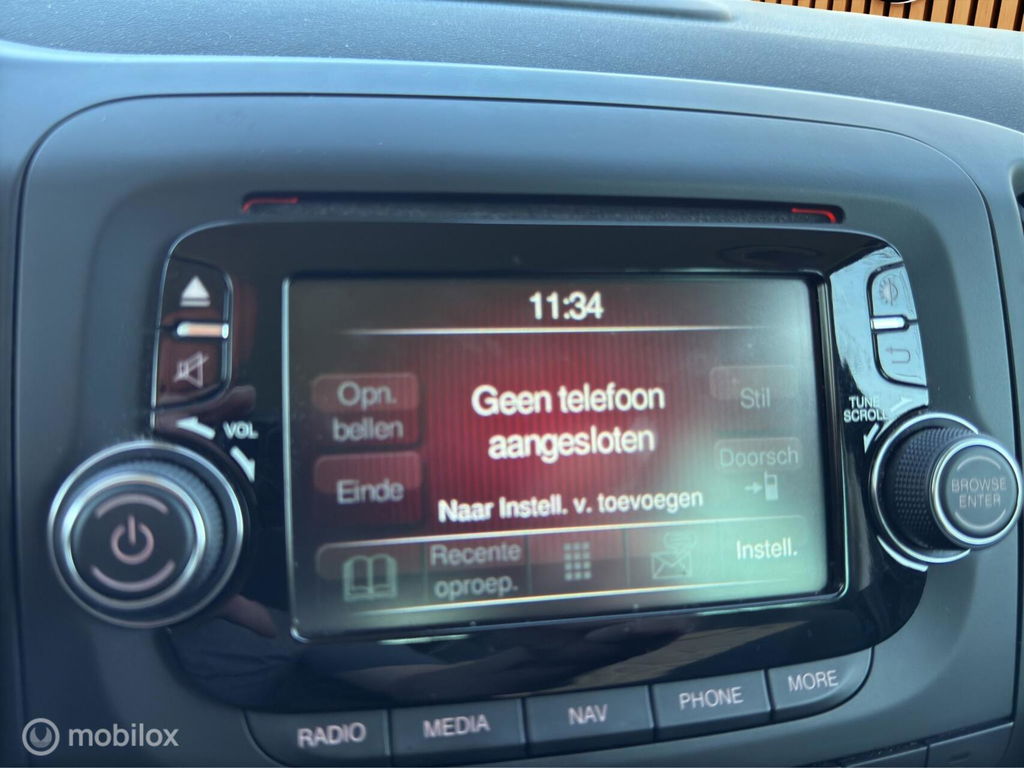 11:34
Opn.
bellen
Geen telefoon
aangesloten
Stil
Doorsch
Einde
Naar Instell. v. toevoegen
Recente
oproep.
Instell.
VOL
TUNE
SCROLL
BROWSE
ENTER
RADIO
MEDIA
NAV
PHONE
MORE
mobilox